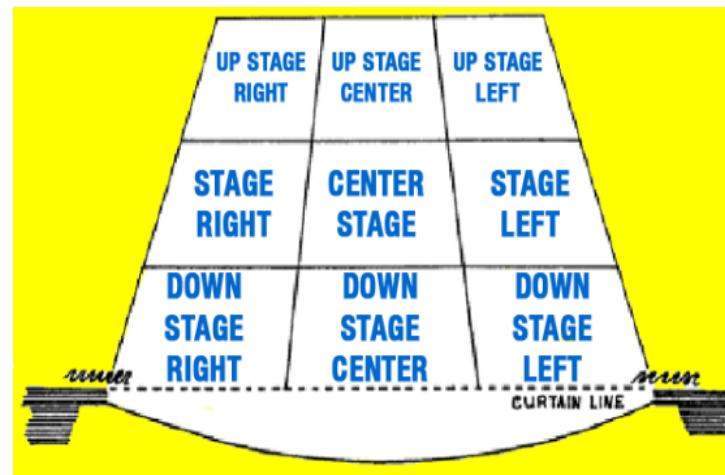 UP STAGE
RIGHT
UP STAGE
CENTER
UP STAGE
LEFT
STAGE
RIGHT
CENTER
STAGE
STAGE
LEFT
DOWN
STAGE
RIGHT
DOWN
STAGE
CENTER
DOWN
STAGE
LEFT
CURTAIN LINE